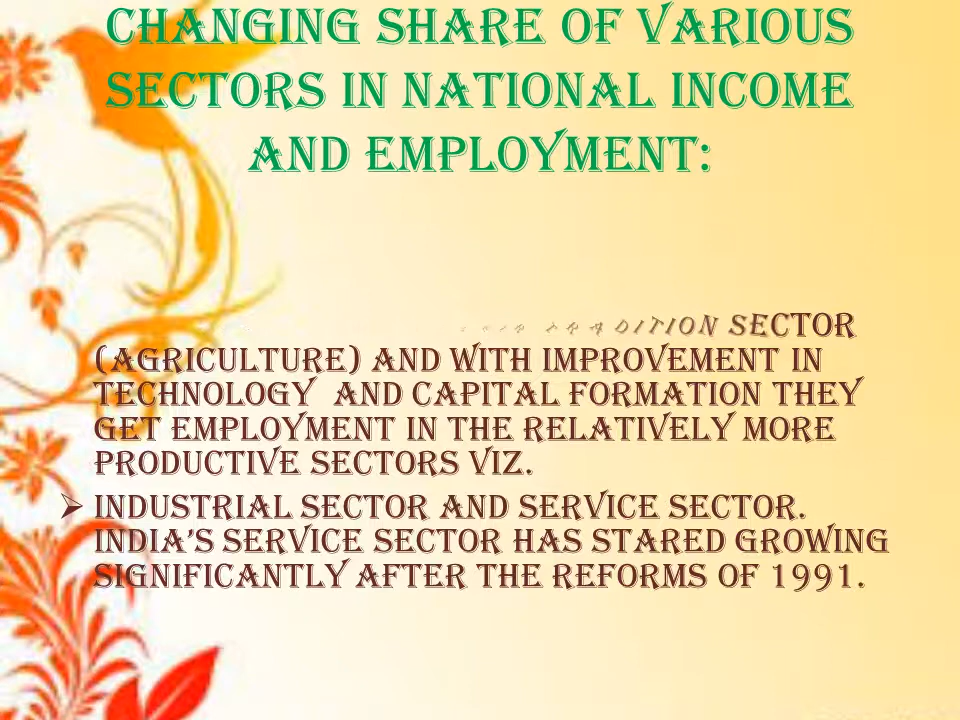 CHANGING SHARE OF VARIOUS
SECTORS IN NATIONAL INCOME
AND EMPLOYMENT:
TRADITION SECTOR
(AGRICULTURE) AND WITH IMPROVEMENT IN
TECHNOLOGY AND CAPITAL FORMATION THEY
GET EMPLOYMENT IN THE RELATIVELY MORE
PRODUCTIVE SECTORS VIZ.
➢ INDUSTRIAL SECTOR AND SERVICE SECTOR.
INDIA'S SERVICE SECTOR HAS STARED GROWING
SIGNIFICANTLY AFTER THE REFORMS OF 1991.